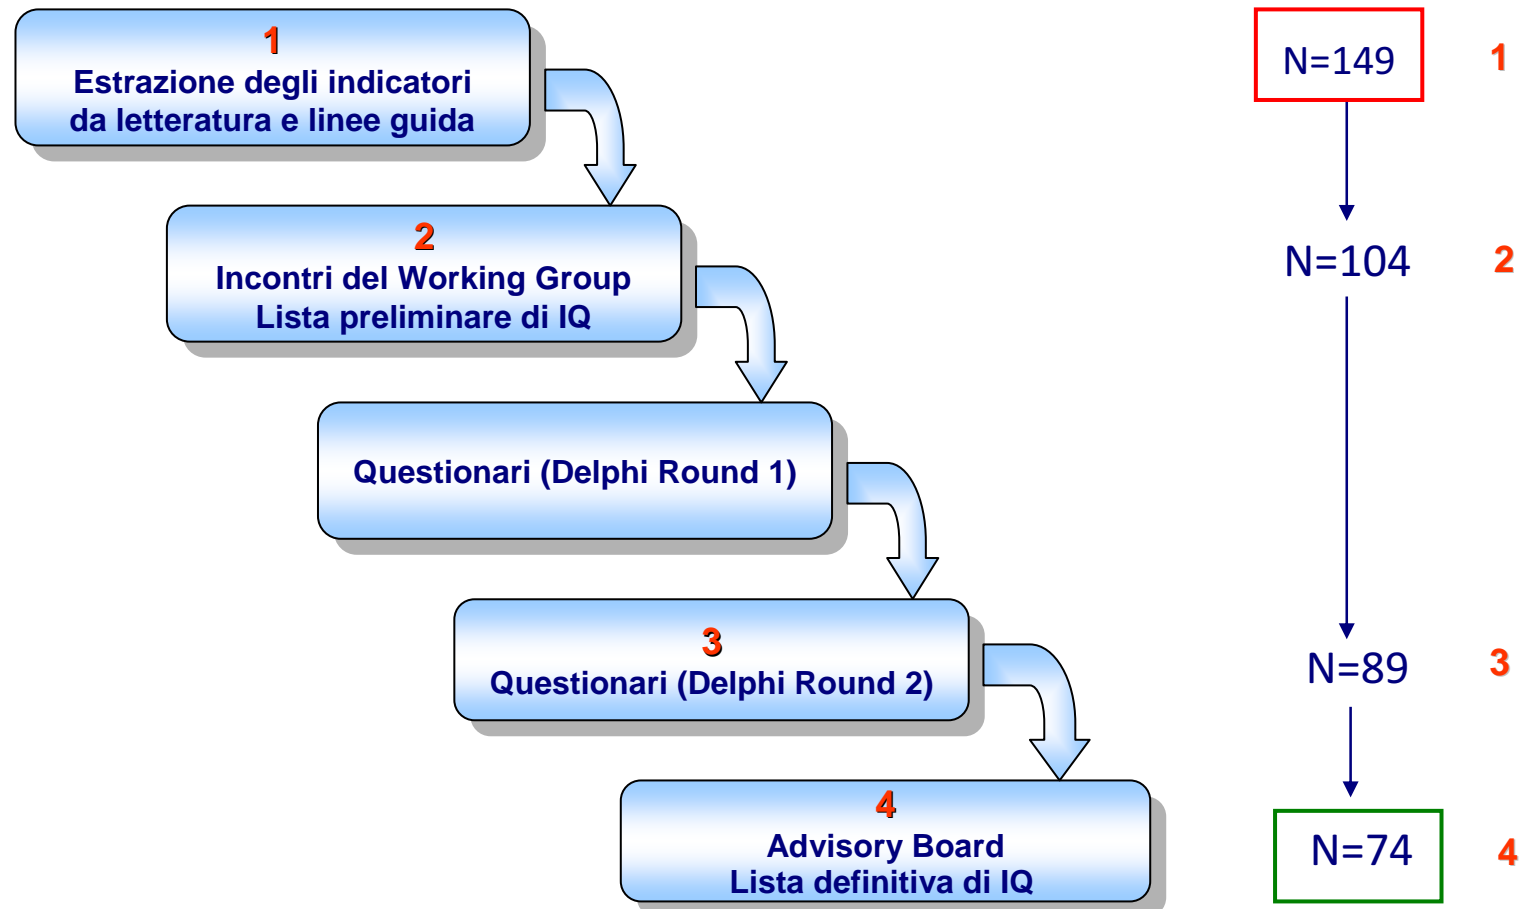 1
Estrazione degli indicatori
da letteratura e linee guida
N=149
1
2
Incontri del Working Group
Lista preliminare di IQ
N=104
2
Questionari (Delphi Round 1)
3
Questionari (Delphi Round 2)
N=89
3
4
Advisory Board
Lista definitiva di IQ
N=74
4